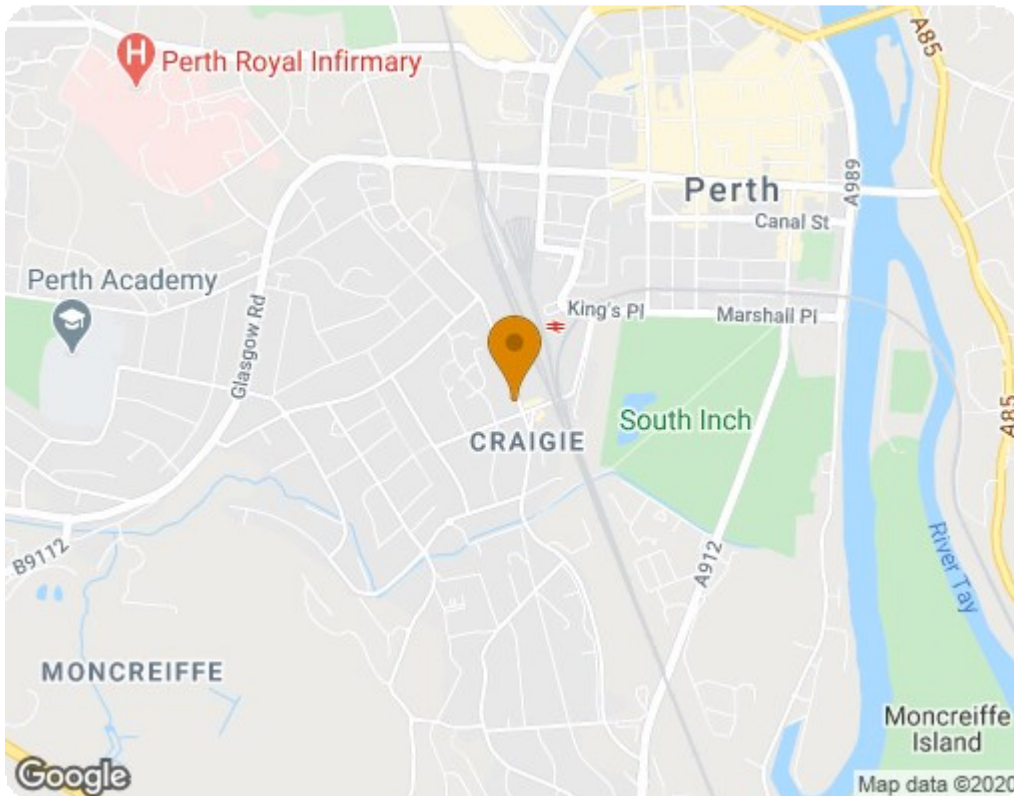 A85
H
Perth Royal Infirmary
A989
Perth
Canal St
Perth Academy
King's Pl
Marshall Pl
Glasgow Rd
A85
South Inch
CRAIGIE
B9112
A912
River Tay
MONCREIFFE
Moncreiffe
Island
Google
Map data ©2020